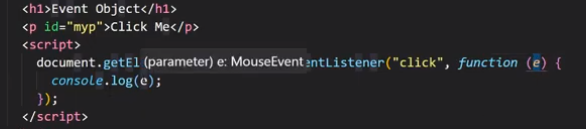 <h1>Event Object</h1>
<p id="myp">Click Me</p>
<script>
document.getEl (parameter) e: MouseEvent entListener("click", function (e) {
console.log(e);
});
</script>